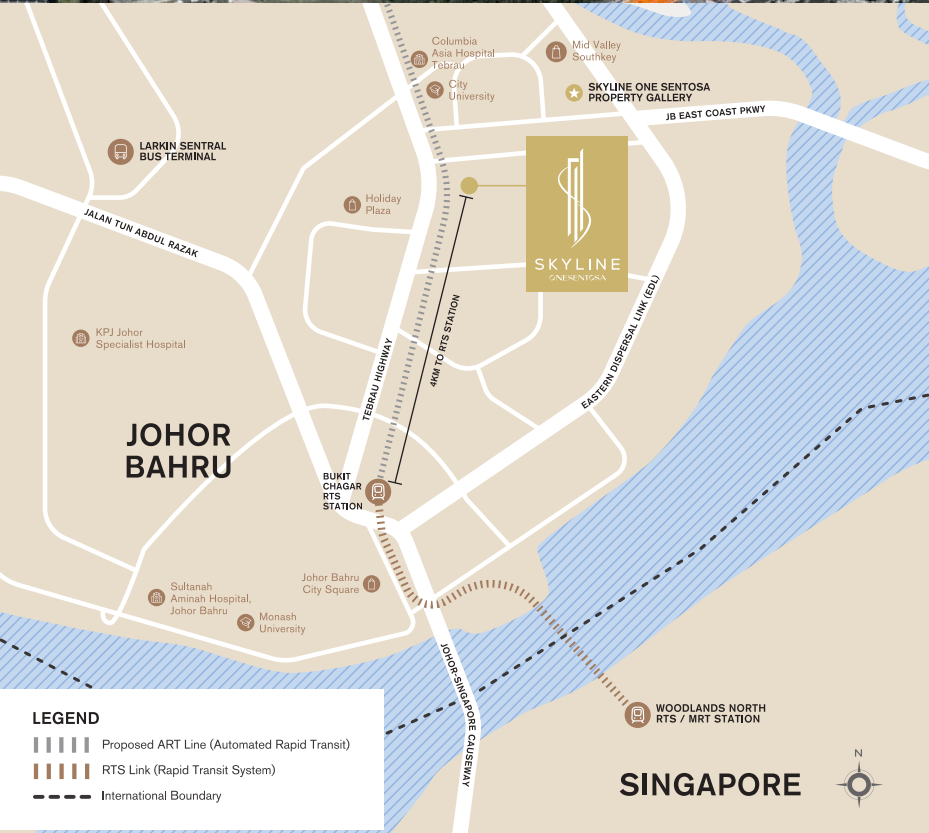 Columbia
Asia Hospital
Tebrau
City
University
Mid Valley
Southkey
SKYLINE ONE SENTOSA
PROPERTY GALLERY
JB EAST COAST PKWY
LARKIN SENTRAL
BUS TERMINAL
Holiday
Plaza
JALAN TUN ABDUL RAZAK
SKYLINE
ONESENTOSA
KPJ Johor
Specialist Hospital
TEBRAU HIGHWAY
4KM TO RTS STATION
EASTERN DISPERSAL LINK (EDL)
JOHOR
BAHRU
BUKIT
CHAGAR
RTS
STATION
Sultanah
Aminah Hospital,
Johor Bahru
Monash
University
Johor Bahru
City Square
JOHOR-SINGAPORE CAUSEWAY
WOODLANDS NORTH
RTS / MRT STATION
SINGAPORE
N
LEGEND
Proposed ART Line (Automated Rapid Transit)
RTS Link (Rapid Transit System)
International Boundary